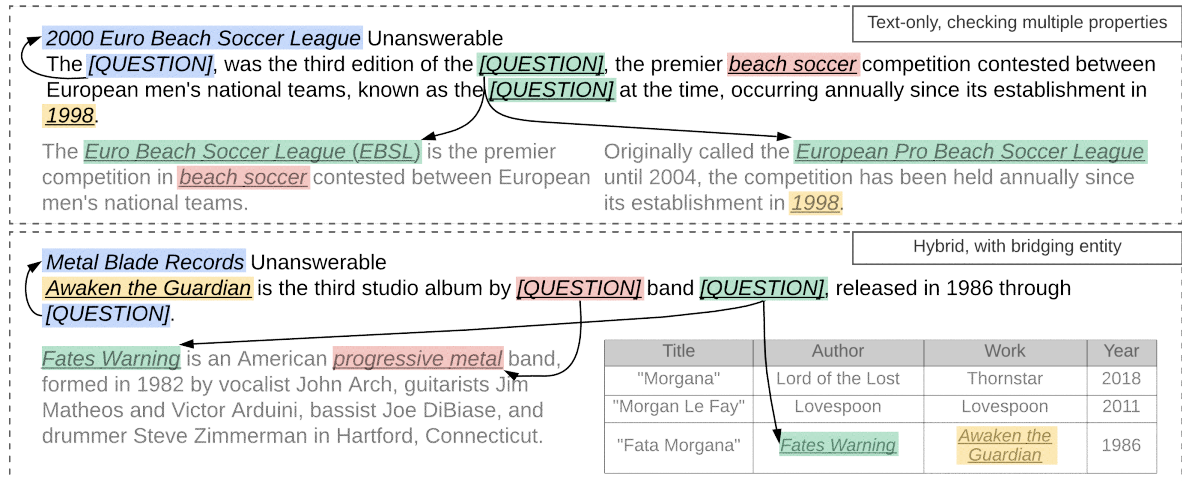 Text-only, checking multiple properties
2000 Euro Beach Soccer League Unanswerable
The [QUESTION], was the third edition of the [QUESTION], the premier beach soccer competition contested between
European men's national teams, known as the [QUESTION] at the time, occurring annually since its establishment in
1998.
The Euro Beach Soccer League (EBSL) is the premier
competition in beach soccer contested between European
men's national teams.
Originally called the European Pro Beach Soccer League
until 2004, the competition has been held annually since
its establishment in 1998.
Hybrid, with bridging entity
Metal Blade Records Unanswerable
Awaken the Guardian is the third studio album by [QUESTION] band [QUESTION], released in 1986 through
[QUESTION].
Fates Warning is an American progressive metal band,
formed in 1982 by vocalist John Arch, guitarists Jim
Matheos and Victor Arduini, bassist Joe DiBiase, and
drummer Steve Zimmerman in Hartford, Connecticut.
Title Author Work Year
"Morgana" Lord of the Lost Thornstar 2018
"Morgan Le Fay" Lovespoon Lovespoon 2011
"Fata Morgana" Fates Warning Awaken the Guardian 1986